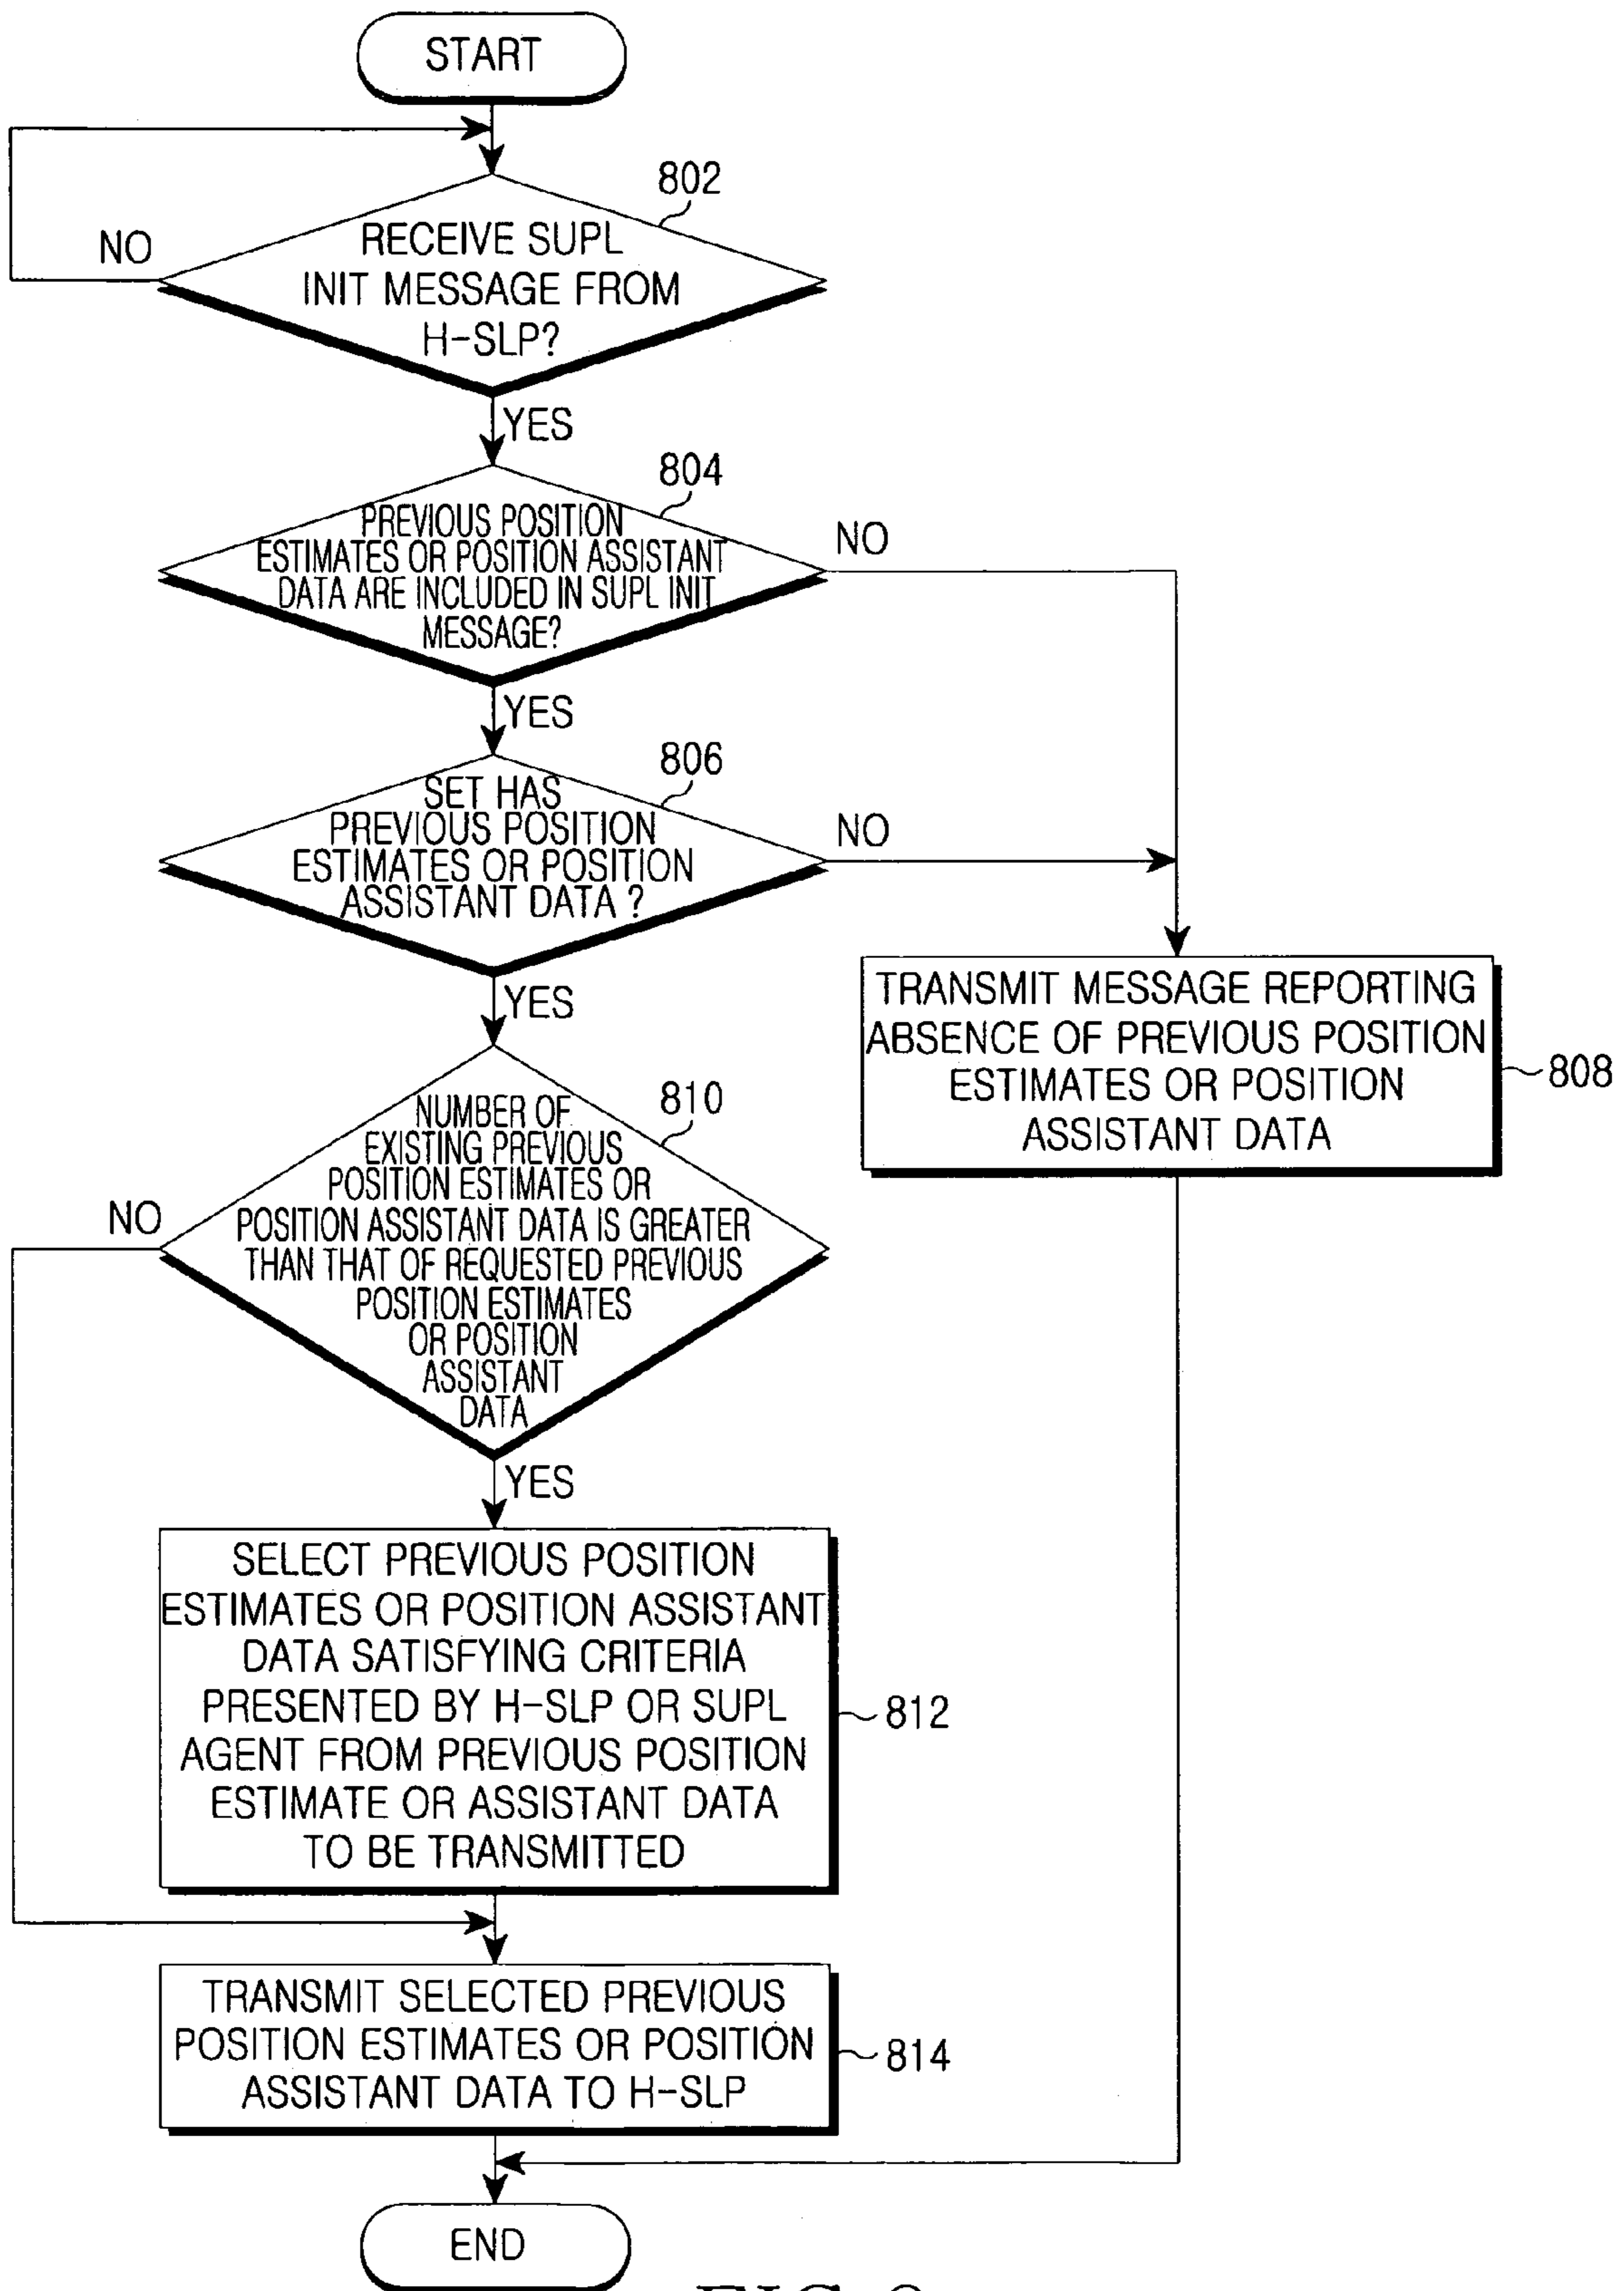 START
802
RECEIVE SUPL
INIT MESSAGE FROM
H-SLP?
NO
YES
804
PREVIOUS POSITION
ESTIMATES OR POSITION ASSISTANT
DATA ARE INCLUDED IN SUPL INIT
MESSAGE?
NO
YES
806
SET HAS
PREVIOUS POSITION
ESTIMATES OR POSITION
ASSISTANT DATA ?
NO
YES
TRANSMIT MESSAGE REPORTING
ABSENCE OF PREVIOUS POSITION
ESTIMATES OR POSITION
ASSISTANT DATA
808
810
NUMBER OF
EXISTING PREVIOUS
POSITION ESTIMATES OR
POSITION ASSISTANT DATA IS GREATER
THAN THAT OF REQUESTED PREVIOUS
POSITION ESTIMATES
OR POSITION
ASSISTANT
DATA
NO
YES
SELECT PREVIOUS POSITION
ESTIMATES OR POSITION ASSISTANT
DATA SATISFYING CRITERIA
PRESENTED BY H-SLP OR SUPL
AGENT FROM PREVIOUS POSITION
ESTIMATE OR ASSISTANT DATA
TO BE TRANSMITTED
812
TRANSMIT SELECTED PREVIOUS
POSITION ESTIMATES OR POSITION
ASSISTANT DATA TO H-SLP
814
END